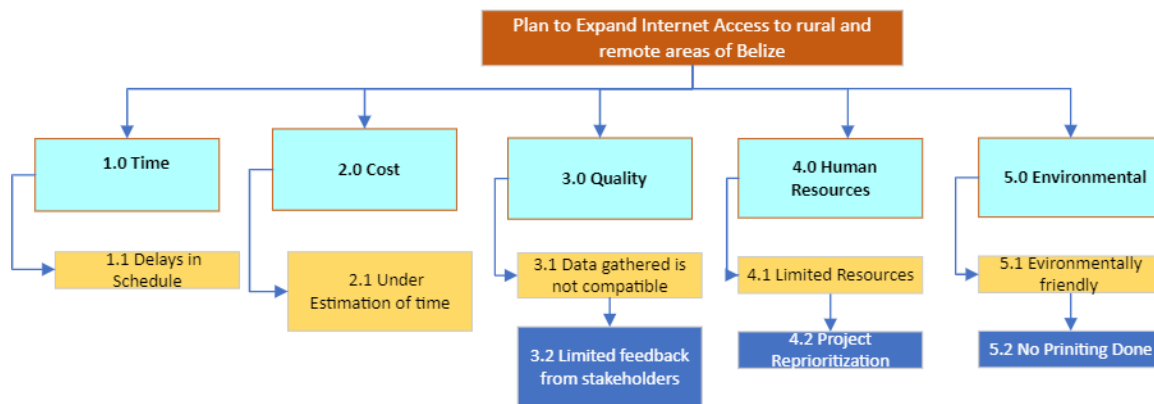 Plan to Expand Internet Access to rural and
remote areas of Belize
1.0 Time
2.0 Cost
3.0 Quality
4.0 Human
Resources
5.0 Environmental
1.1 Delays in
Schedule
2.1 Under
Estimation of time
3.1 Data gathered is
not compatible
4.1 Limited Resources
5.1 Evironmentally
friendly
3.2 Limited feedback
from stakeholders
4.2 Project
Reprioritization
5.2 No Priniting Done